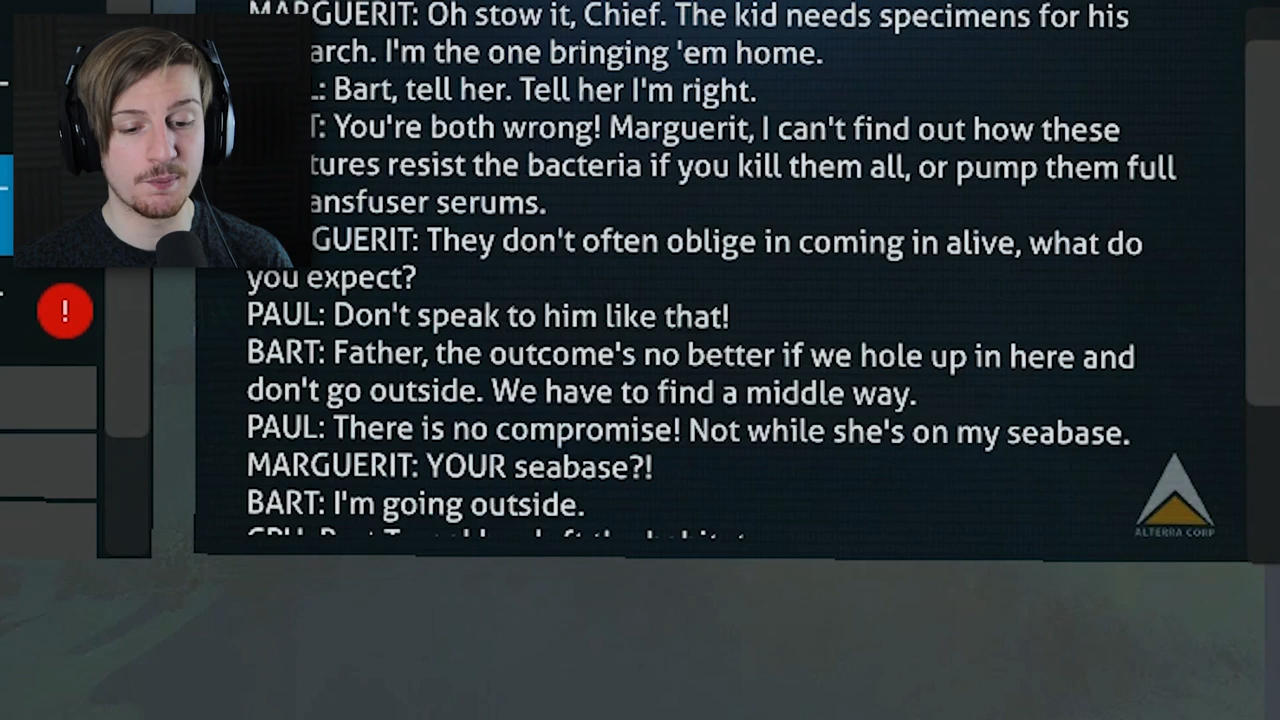 MARGUERIT: Oh stow it, Chief. The kid needs specimens for his
arch. I'm the one bringing 'em home.
: Bart, tell her. Tell her I'm right.
T: You're both wrong! Marguerit, I can't find out how these
tures resist the bacteria if you kill them all, or pump them full
ansfuser serums.
GUERIT: They don't often oblige in coming in alive, what do
you expect?
PAUL: Don't speak to him like that!
BART: Father, the outcome's no better if we hole up in here and
don't go outside. We have to find a middle way.
PAUL: There is no compromise! Not while she's on my seabase.
MARGUERIT: YOUR seabase?!
BART: I'm going outside.
!
ALTERRA CORP